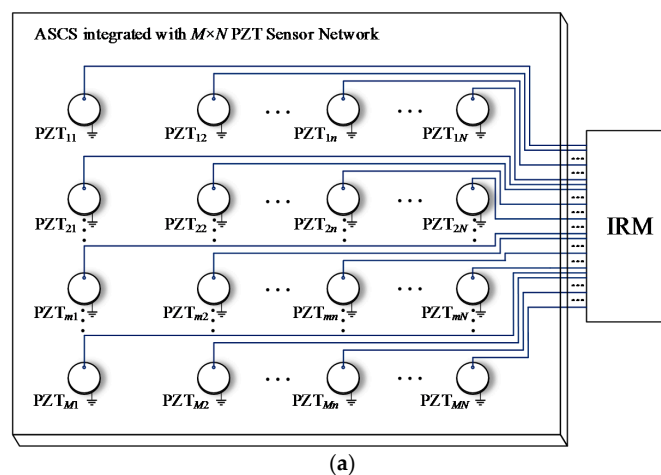 ASCS integrated with M×N PZT Sensor Network
PZT11 PZT12 PZT1n PZT1N
IRM
PZT21 PZT22 PZT2n PZT2N
PZTm1 PZTm2 PZTmn PZTmN
PZTM1 PZTM2 PZTMn PZTMN
(a)